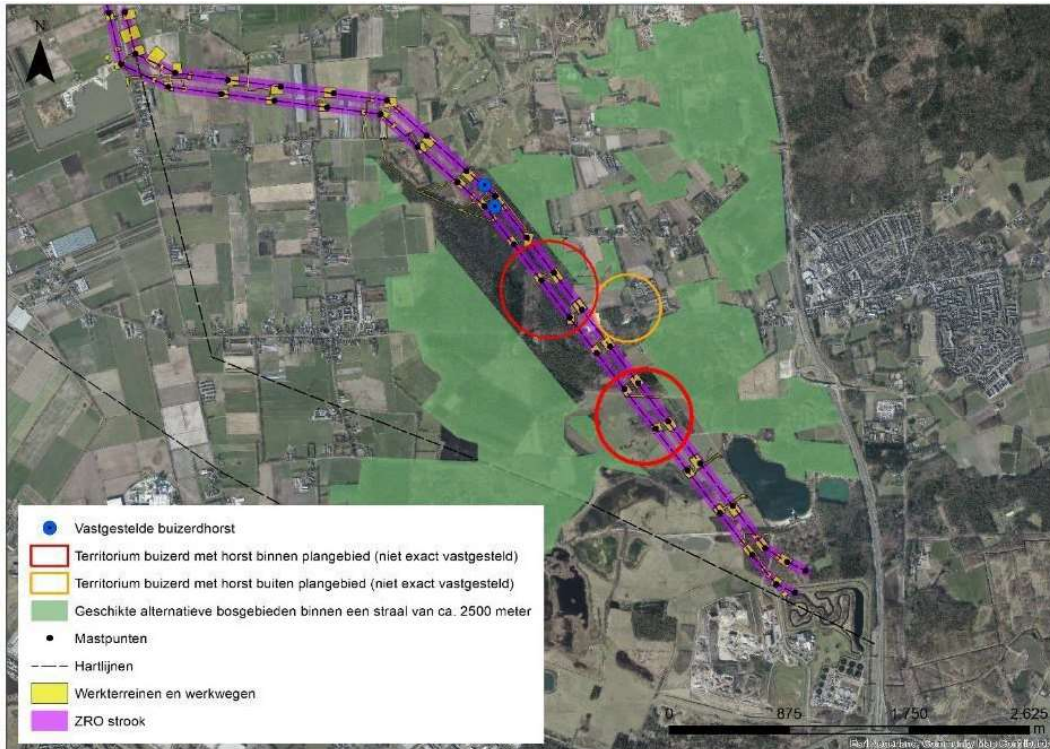 N
Vastgestelde buizerdhorst
Territorium buizerd met horst binnen plangebied (niet exact vastgesteld)
Territorium buizerd met horst buiten plangebied (niet exact vastgesteld)
Geschikte alternatieve bosgebieden binnen een straal van ca. 2500 meter
Mastpunten
Hartlijnen
Werkterreinen en werkwegen
ZRO strook
0 875 1.750 2.625
m